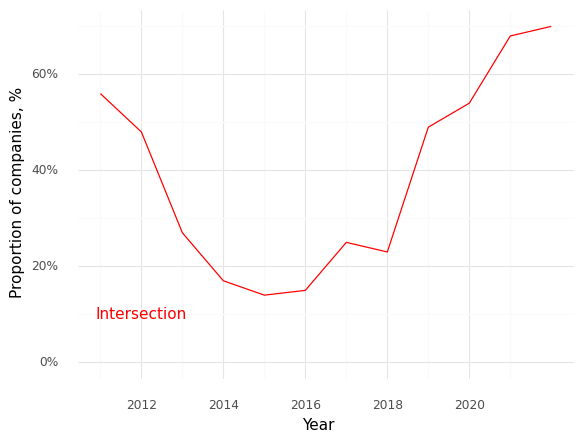 Proportion of companies, %
60%
40%
20%
0%
Intersection
2012 2014 2016 2018 2020
Year